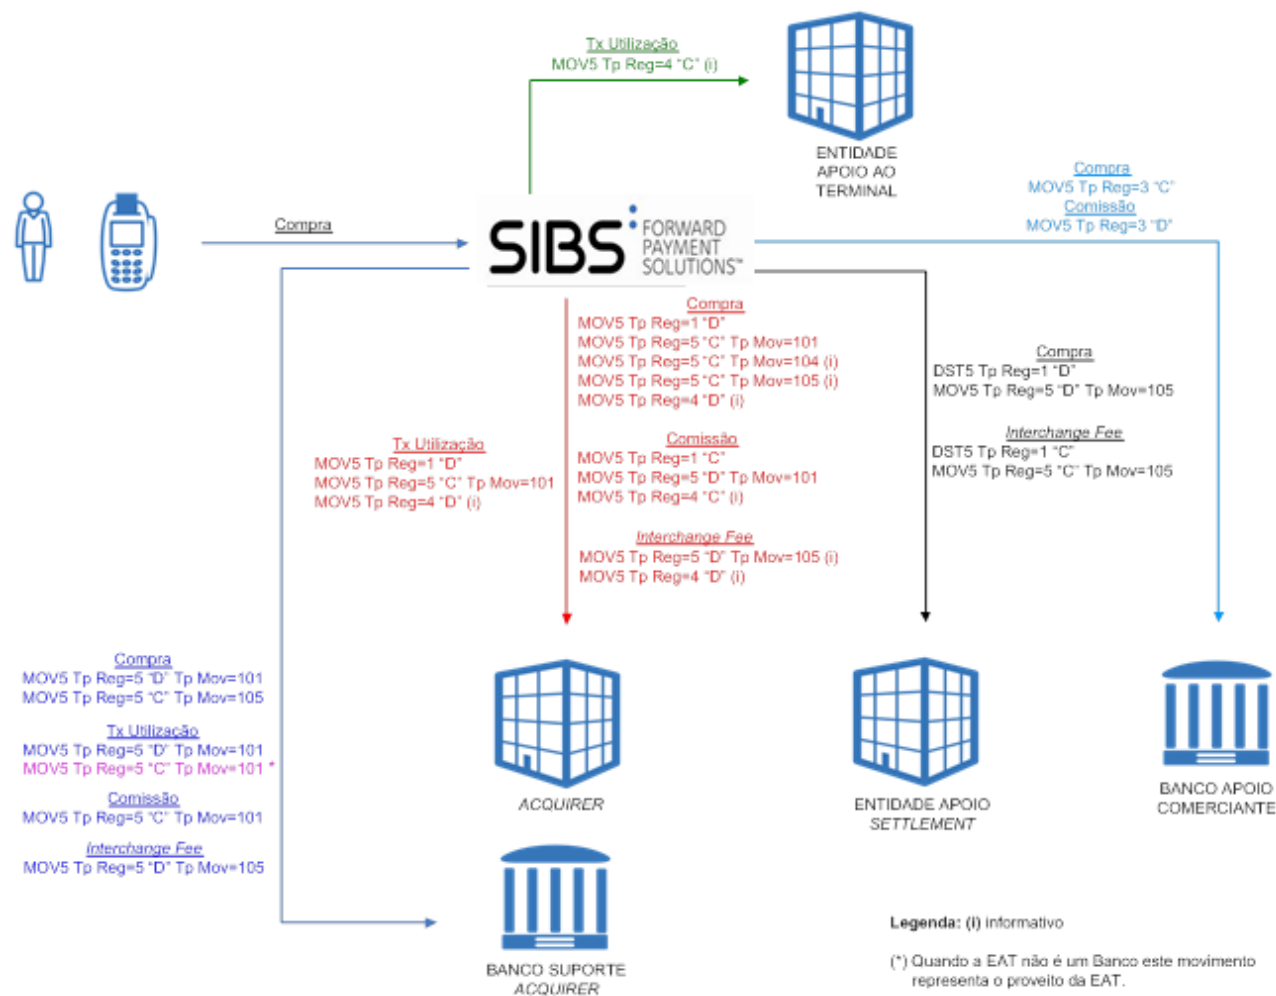 Tx Utilização
MOV5 Tp Reg=4 "C" (i)
ENTIDADE
APOIO AO
TERMINAL
Compra
MOV5 Tp Reg=3 "C"
Comissão
MOV5 Tp Reg=3 "D"
Compra
SIBS FORWARD
PAYMENT
SOLUTIONS™
Compra
MOV5 Tp Reg=1 "D"
MOV5 Tp Reg=5 "C" Tp Mov=101
MOV5 Tp Reg=5 "C" Tp Mov=104 (i)
MOV5 Tp Reg=5 "C" Tp Mov=105 (i)
MOV5 Tp Reg=4 "D" (i)
Compra
DST5 Tp Reg=1 "D"
MOV5 Tp Reg=5 "D" Tp Mov=105
Interchange Fee
DST5 Tp Reg=1 "C"
MOV5 Tp Reg=5 "C" Tp Mov=105
Tx Utilização
MOV5 Tp Reg=1 "D"
MOV5 Tp Reg=5 "C" Tp Mov=101
MOV5 Tp Reg=4 "D" (i)
Comissão
MOV5 Tp Reg=1 "C"
MOV5 Tp Reg=5 "D" Tp Mov=101
MOV5 Tp Reg=4 "C" (i)
Interchange Fee
MOV5 Tp Reg=5 "D" Tp Mov=105 (i)
MOV5 Tp Reg=4 "D" (i)
Compra
MOV5 Tp Reg=5 "D" Tp Mov=101
MOV5 Tp Reg=5 "C" Tp Mov=105
Tx Utilização
MOV5 Tp Reg=5 "D" Tp Mov=101
MOV5 Tp Reg=5 "C" Tp Mov=101 *
Comissão
MOV5 Tp Reg=5 "C" Tp Mov=101
Interchange Fee
MOV5 Tp Reg=5 "D" Tp Mov=105
ACQUIRER
ENTIDADE APOIO
SETTLEMENT
BANCO APOIO
COMERCIANTE
BANCO SUPORTE
ACQUIRER
Legenda: (i) informativo
(*) Quando a EAT não é um Banco este movimento
representa o proveito da EAT.